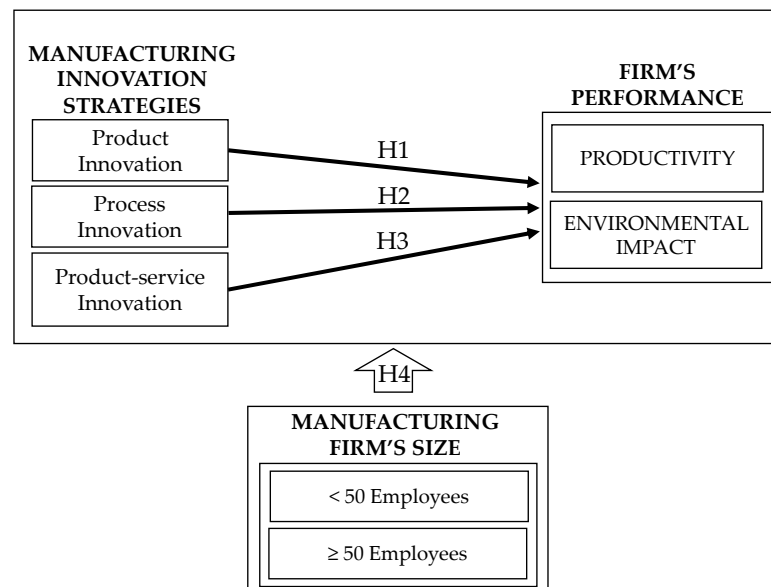 MANUFACTURING
INNOVATION
STRATEGIES
Product
Innovation
Process
Innovation
Product-service
Innovation
H1
H2
H3
FIRM'S
PERFORMANCE
PRODUCTIVITY
ENVIRONMENTAL
IMPACT
H4
MANUFACTURING
FIRM'S SIZE
< 50 Employees
≥ 50 Employees